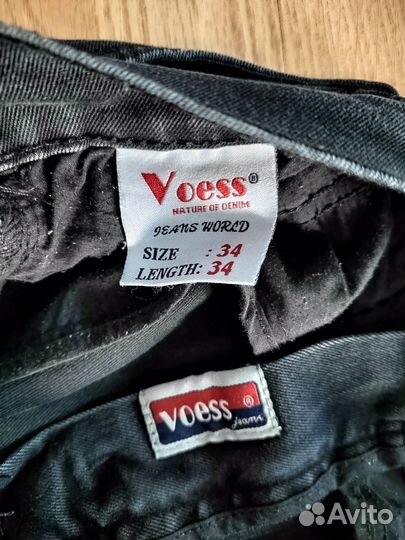 Voess®
NATURE OF DENIM
JEANS WORLD
SIZE : 34
LENGTH: 34
voess ®
jeans
Avito